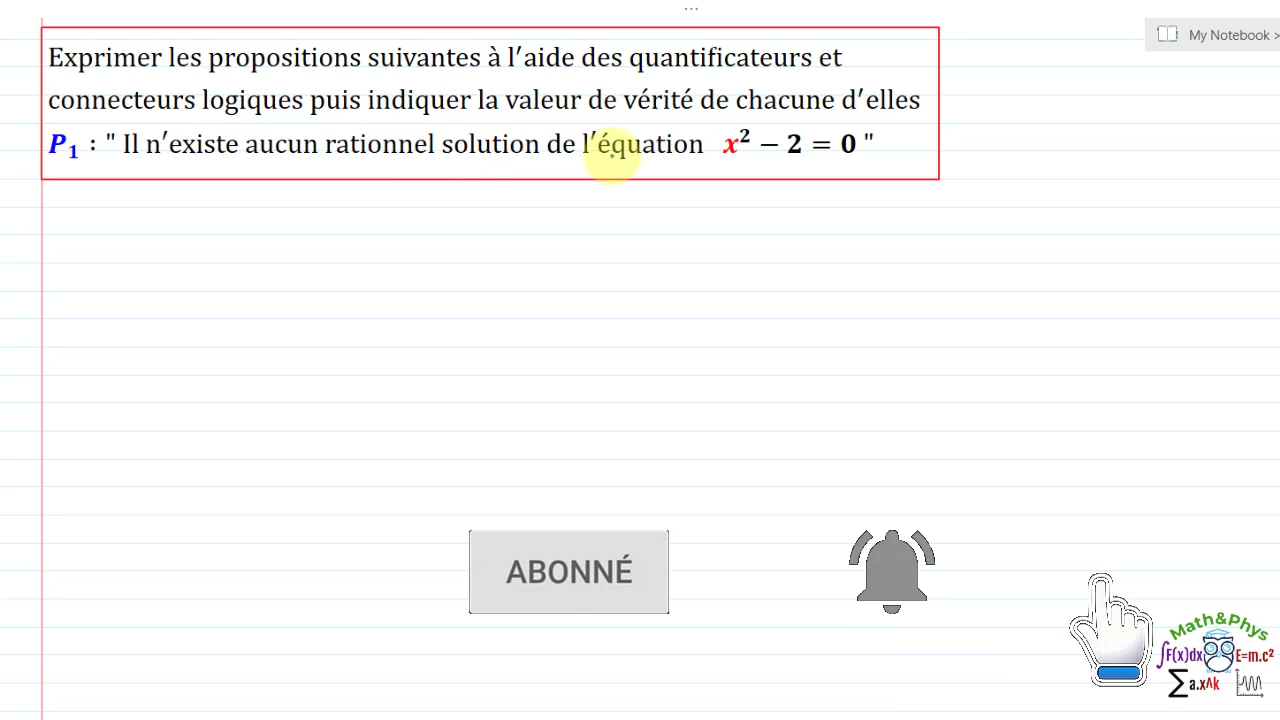 ...
My Notebook >
Exprimer les propositions suivantes à l′aide des quantificateurs et
connecteurs logiques puis indiquer la valeur de vérité de chacune d′elles
P₁ : " Il n′existe aucun rationnel solution de l′équation x² − 2 = 0 "
ABONNÉ
Math&Phys
∫F(x)dx E=m.c²
∑ a.x^k